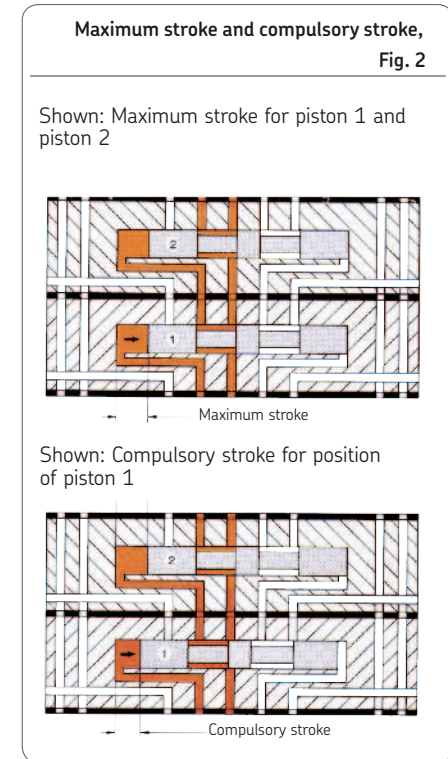 Maximum stroke and compulsory stroke,
Fig. 2
Shown: Maximum stroke for piston 1 and
piston 2
2
1
Maximum stroke
Shown: Compulsory stroke for position
of piston 1
2
1
Compulsory stroke